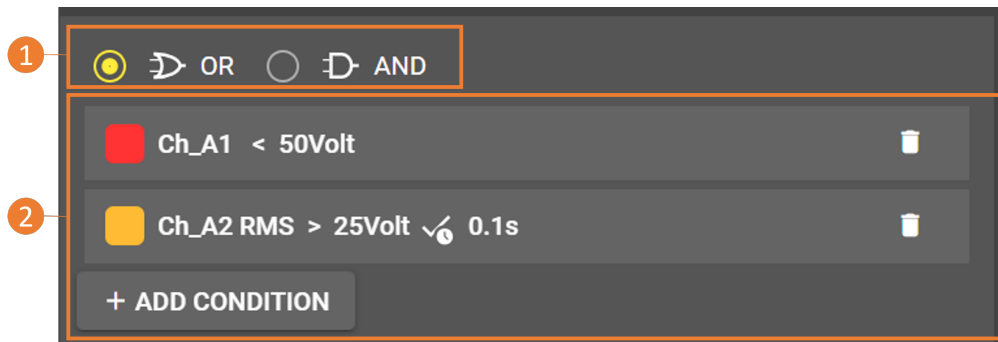 1
OR AND
Ch_A1 < 50Volt
2
Ch_A2 RMS > 25Volt 0.1s
+ ADD CONDITION